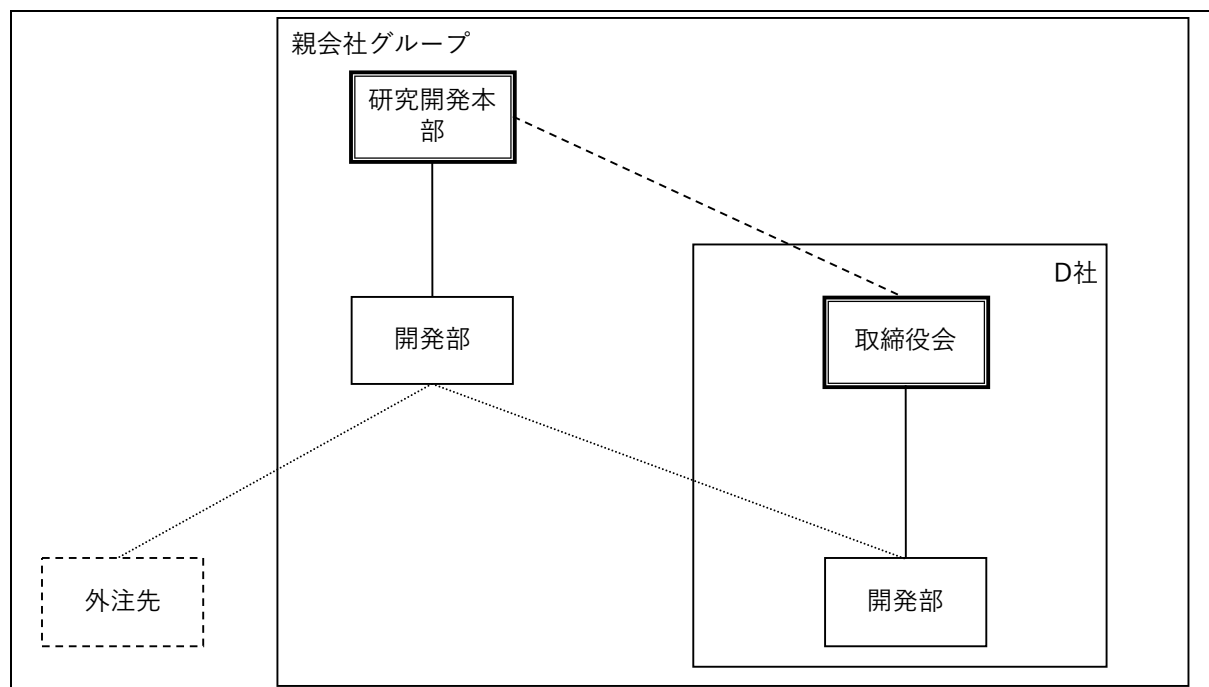 親会社グループ
研究開発本
部
D社
開発部
取締役会
外注先
開発部